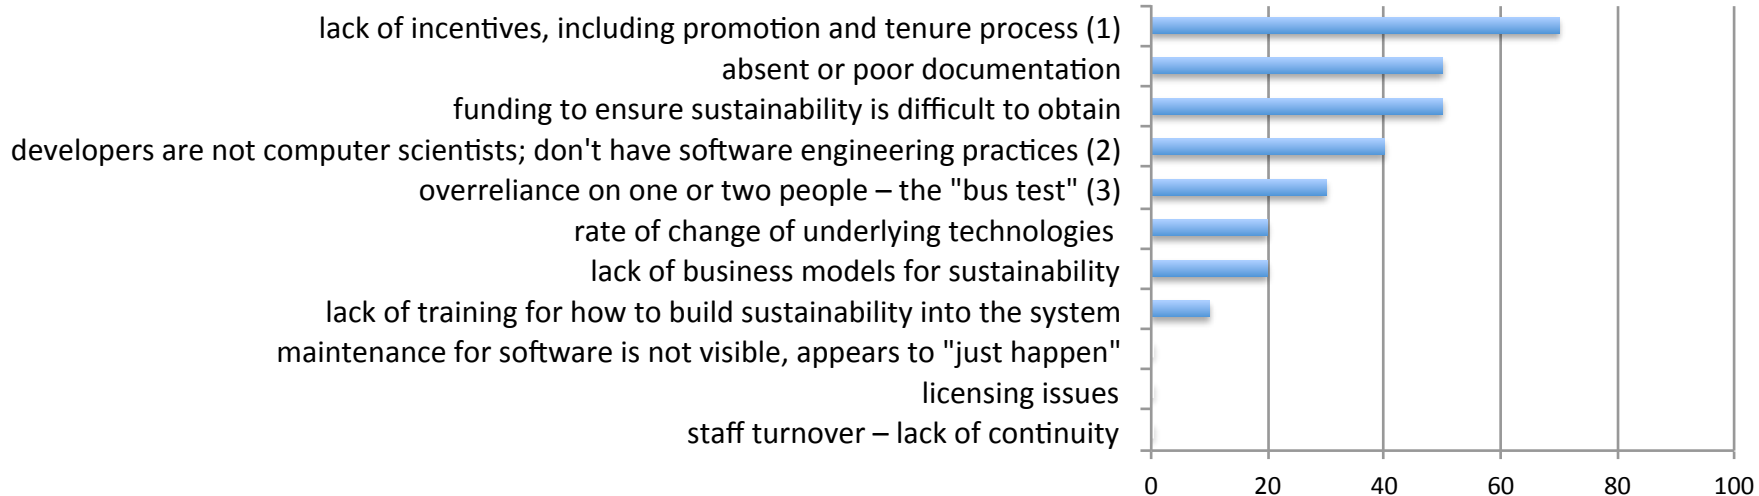 lack of incentives, including promotion and tenure process (1)
absent or poor documentation
funding to ensure sustainability is difficult to obtain
developers are not computer scientists; don't have software engineering practices (2)
overreliance on one or two people – the "bus test" (3)
rate of change of underlying technologies
lack of business models for sustainability
lack of training for how to build sustainability into the system
maintenance for software is not visible, appears to "just happen"
licensing issues
staff turnover – lack of continuity
0 20 40 60 80 100